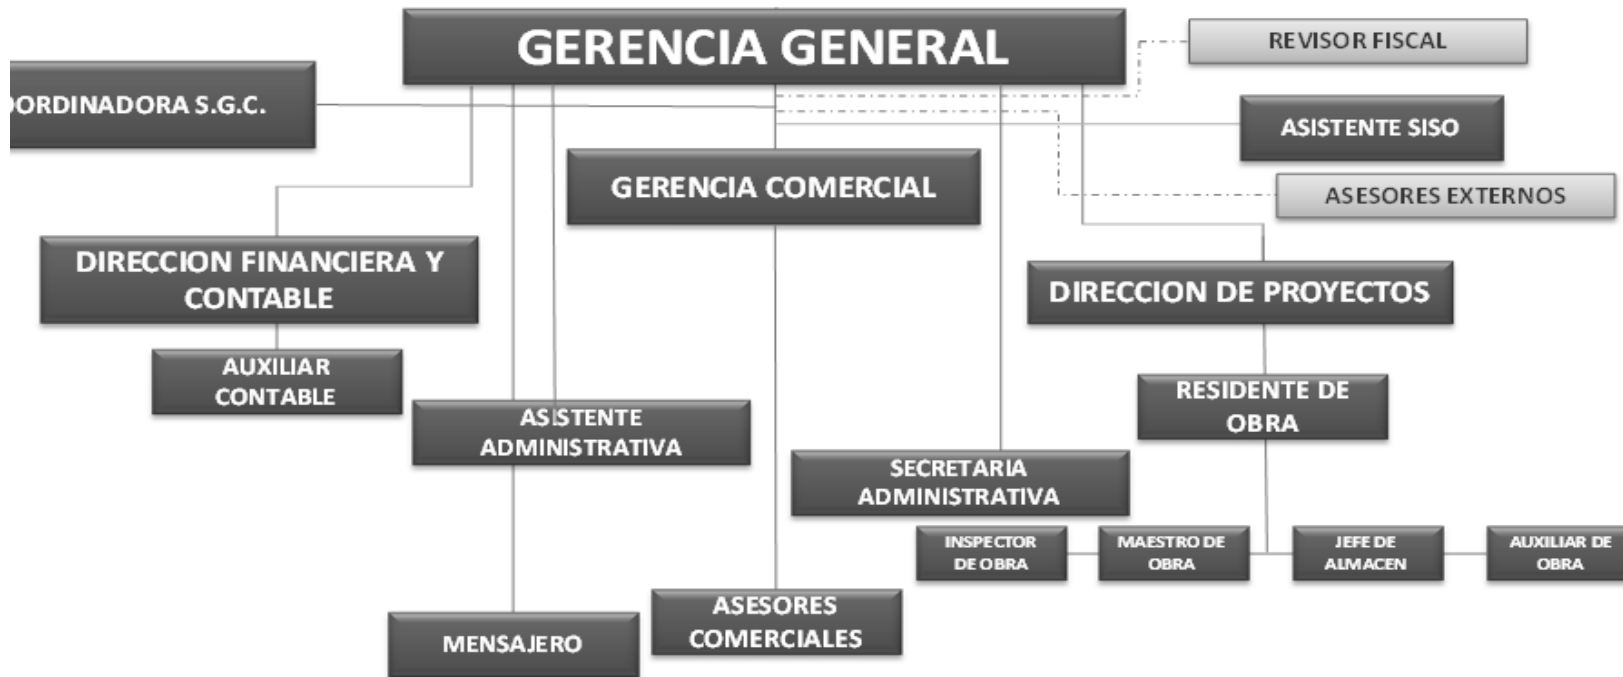 GERENCIA GENERAL
REVISOR FISCAL
OORDINADORA S.G.C.
ASISTENTE SISO
GERENCIA COMERCIAL
ASESORES EXTERNOS
DIRECCION FINANCIERA Y
CONTABLE
DIRECCION DE PROYECTOS
AUXILIAR
CONTABLE
RESIDENTE DE
OBRA
ASISTENTE
ADMINISTRATIVA
SECRETARIA
ADMINISTRATIVA
INSPECTOR
DE OBRA
MAESTRO DE
OBRA
JEFE DE
ALMACEN
AUXILIAR DE
OBRA
ASESORES
COMERCIALES
MENSAJERO